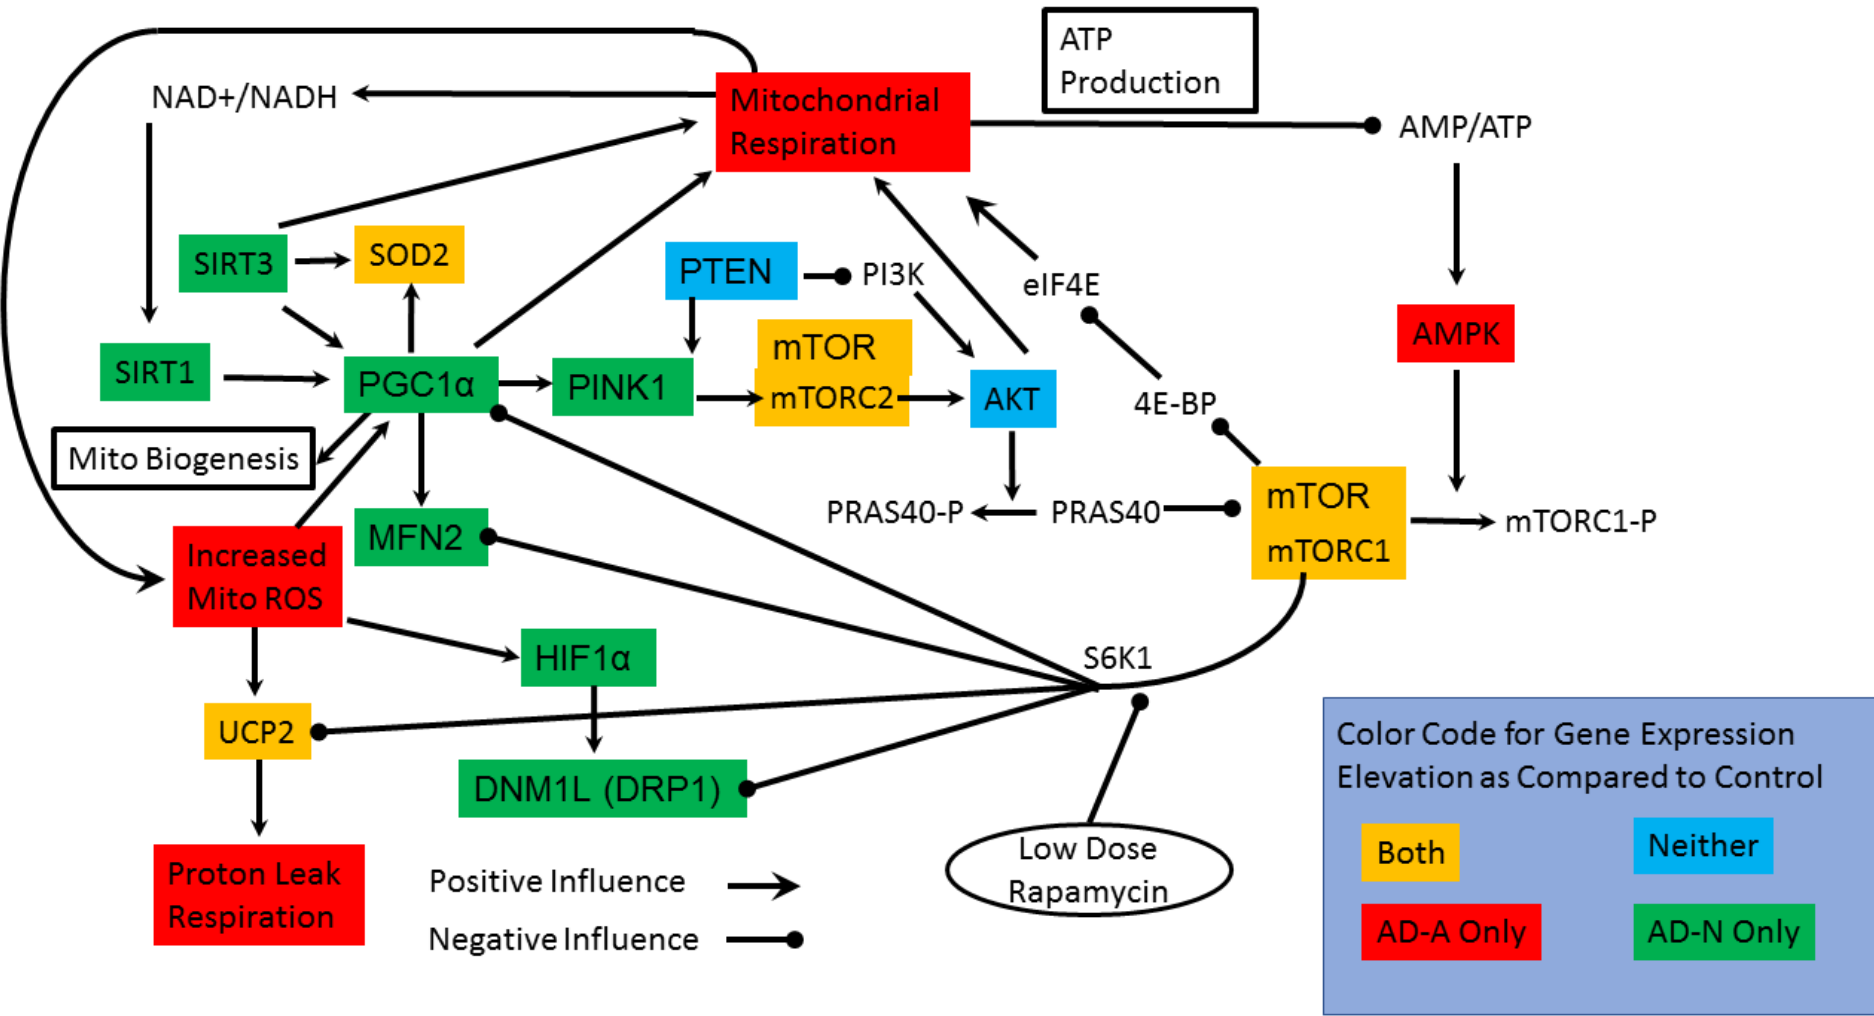 ATP
Production
NAD+/NADH
Mitochondrial
Respiration
AMP/ATP
SIRT3
SOD2
PTEN
PI3K
eIF4E
AMPK
SIRT1
PGC1α
PINK1
mTOR
mTORC2
AKT
4E-BP
Mito Biogenesis
PRAS40-P
PRAS40
mTOR
mTORC1
mTORC1-P
MFN2
Increased
Mito ROS
HIF1α
S6K1
UCP2
DNM1L (DRP1)
Proton Leak
Respiration
Positive Influence
Negative Influence
Low Dose
Rapamycin
Color Code for Gene Expression
Elevation as Compared to Control
Both
Neither
AD-A Only
AD-N Only